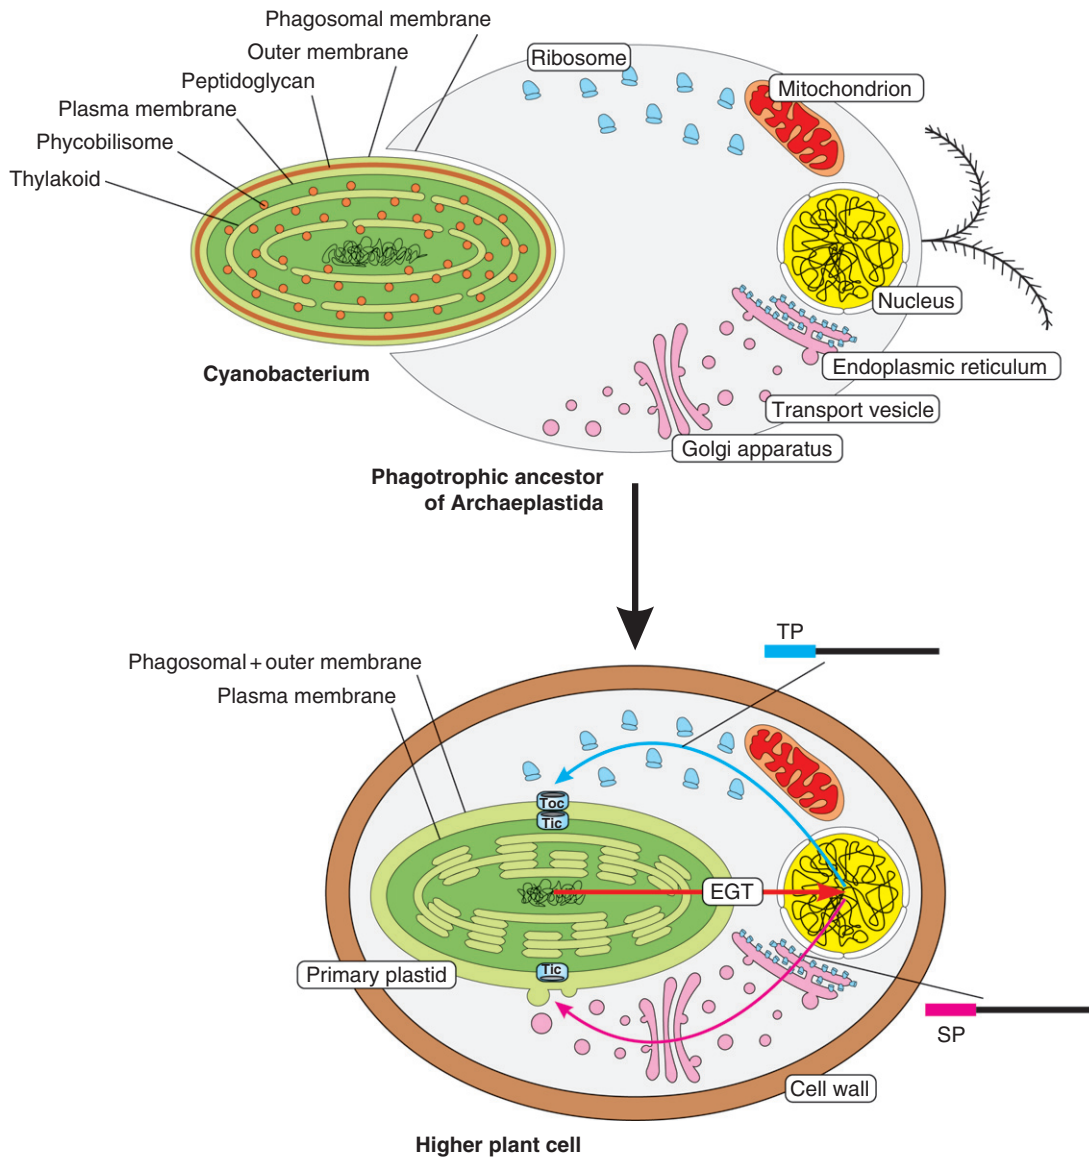 Phagosomal membrane
Outer membrane
Peptidoglycan
Plasma membrane
Phycobilisome
Thylakoid
Ribosome
Mitochondrion
Nucleus
Endoplasmic reticulum
Transport vesicle
Golgi apparatus
Cyanobacterium
Phagotrophic ancestor
of Archaeplastida
TP
Phagosomal + outer membrane
Plasma membrane
Toc
Tic
EGT
Primary plastid
Tic
SP
Cell wall
Higher plant cell